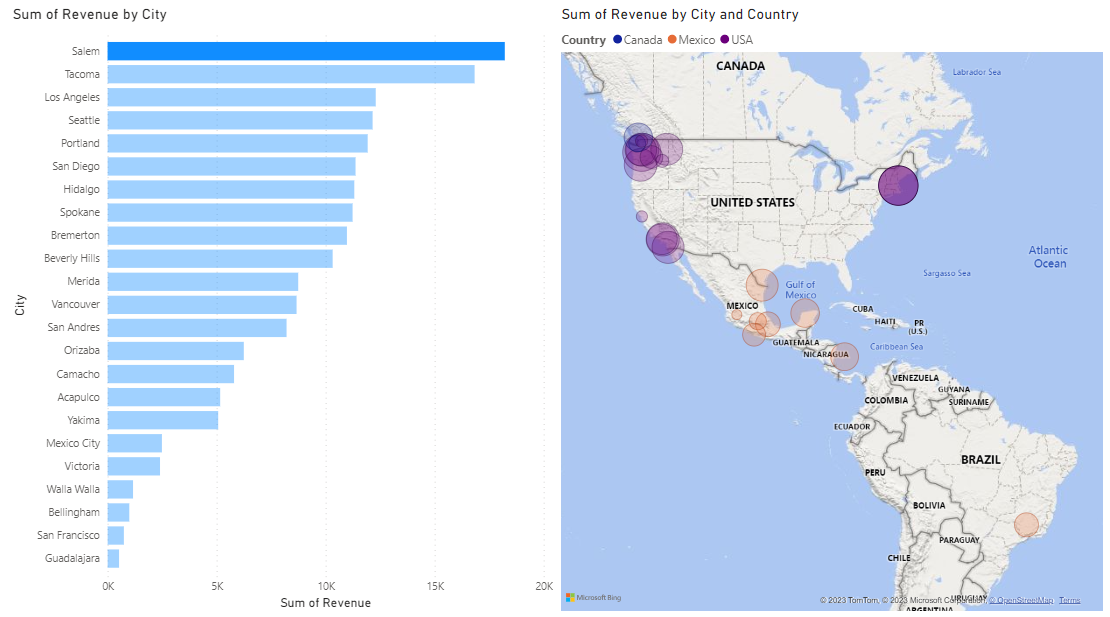 Sum of Revenue by City
Salem
Tacoma
Los Angeles
Seattle
Portland
San Diego
Hidalgo
Spokane
Bremerton
Beverly Hills
Merida
Vancouver
San Andres
Orizaba
Camacho
Acapulco
Yakima
Mexico City
Victoria
Walla Walla
Bellingham
San Francisco
Guadalajara
City
0K 5K 10K 15K 20K
Sum of Revenue
Sum of Revenue by City and Country
Country Canada Mexico USA
CANADA
Labrador Sea
UNITED STATES
Atlantic
Ocean
Sargasso Sea
Gulf of
Mexico
MEXICO
CUBA
HAITI
PR
(U.S.)
GUATEMALA
Caribbean Sea
NICARAGUA
VENEZUELA
GUYANA
COLOMBIA
SURINAME
ECUADOR
BRAZIL
PERU
BOLIVIA
PARAGUAY
CHILE
URUGUAY
ARGENTINA
Microsoft Bing
© 2023 TomTom, © 2023 Microsoft Corporation, © OpenStreetMap Terms